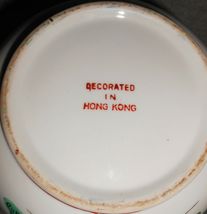 DECORATED
IN
HONG KONG